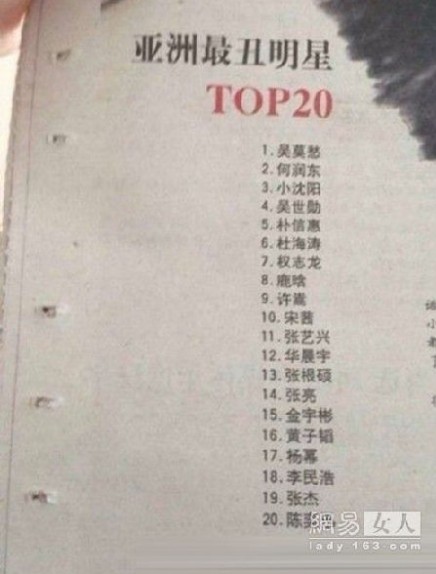 亚洲最丑明星
TOP20
1.吴莫愁
2.何润东
3.小沈阳
4.吴世勋
5.朴信惠
6.杜海涛
7.权志龙
8.鹿晗
9.许嵩
10.宋茜
11.张艺兴
12.华晨宇
13.张根硕
14.张亮
15.金宇彬
16.黄子韬
17.杨幂
18.李民浩
19.张杰
20.陈
網易女人
lady.163.com